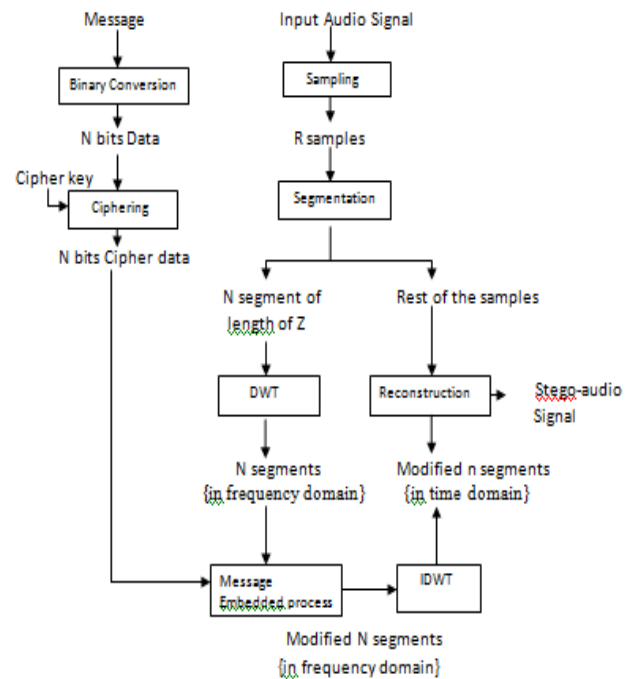 Message
Input Audio Signal
Binary Conversion
Sampling
N bits Data
R samples
Cipher key
Ciphering
Segmentation
N bits Cipher data
N segment of
length of Z
Rest of the samples
DWT
Reconstruction
Stego-audio
Signal
N segments
{in frequency domain}
Modified n segments
{in time domain}
Message
Embedded process
IDWT
Modified N segments
{in frequency domain}